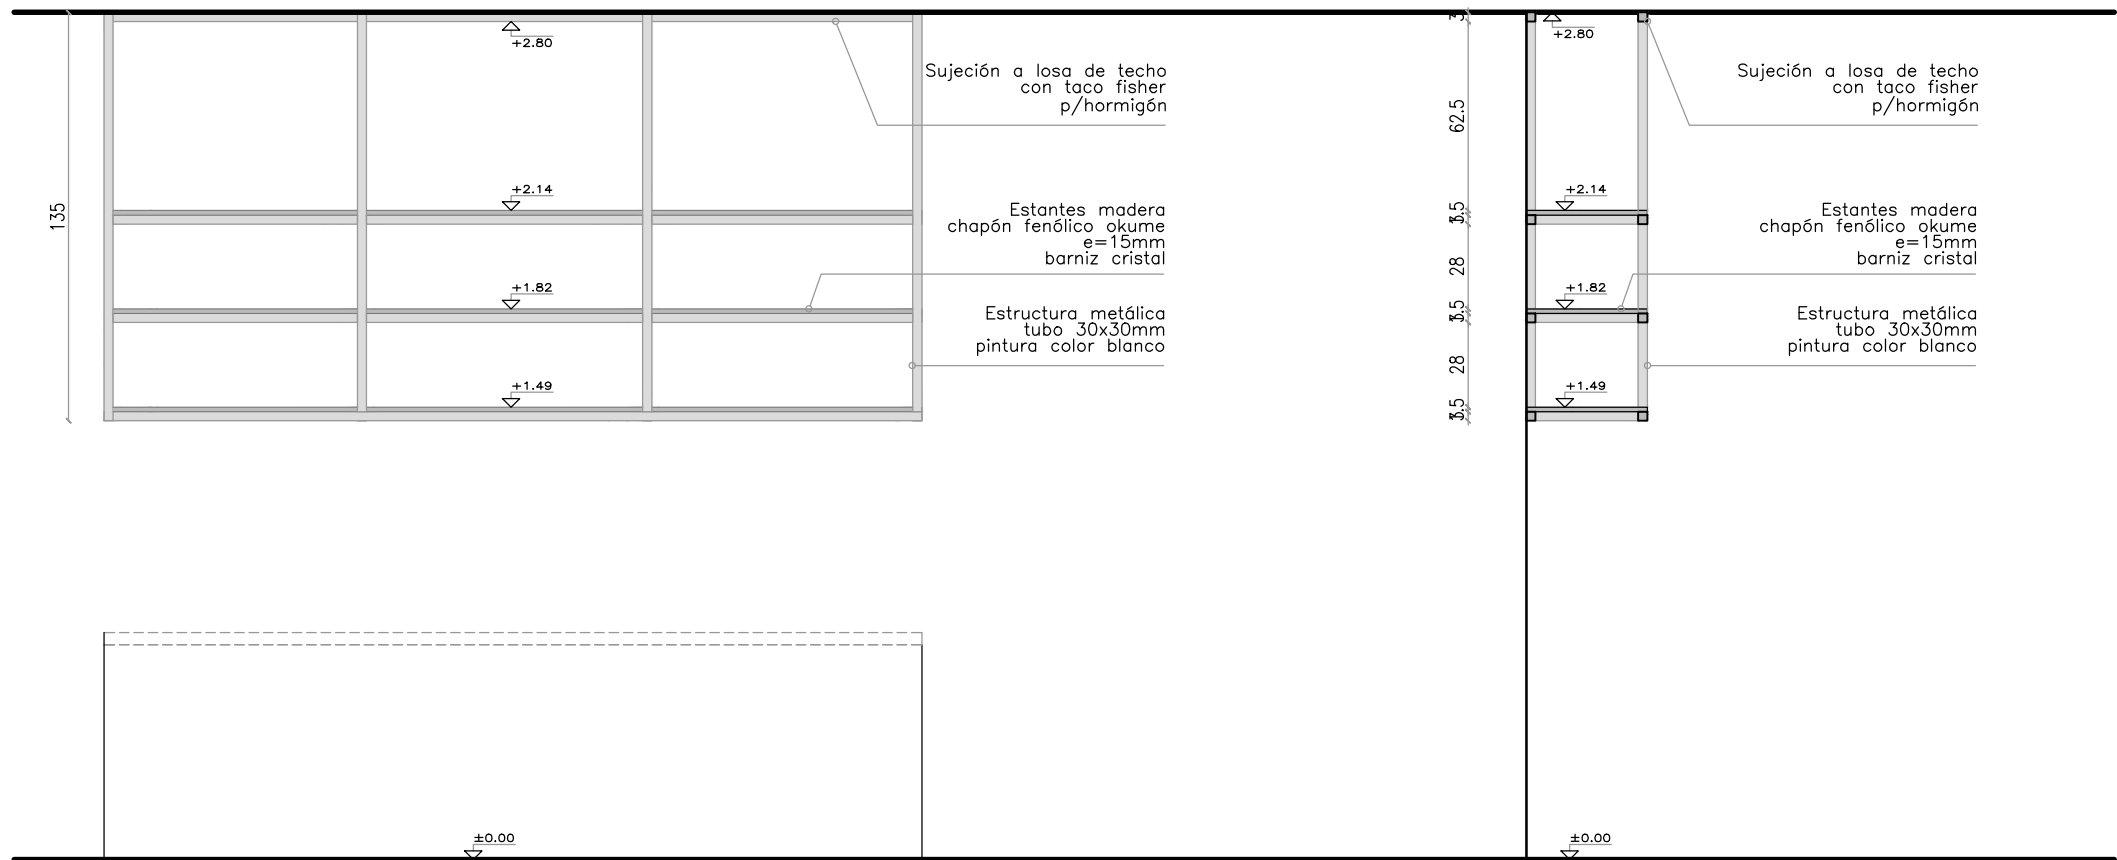 +2.80
Sujeción a losa de techo
con taco fisher
p/hormigón
135
+2.14
Estantes madera
chapón fenólico okume
e=15mm
barniz cristal
+1.82
Estructura metálica
tubo 30x30mm
pintura color blanco
+1.49
±0.00
3
+2.80
62.5
Sujeción a losa de techo
con taco fisher
p/hormigón
+2.14
Estantes madera
chapón fenólico okume
e=15mm
barniz cristal
28
+1.82
Estructura metálica
tubo 30x30mm
pintura color blanco
28
+1.49
±0.00